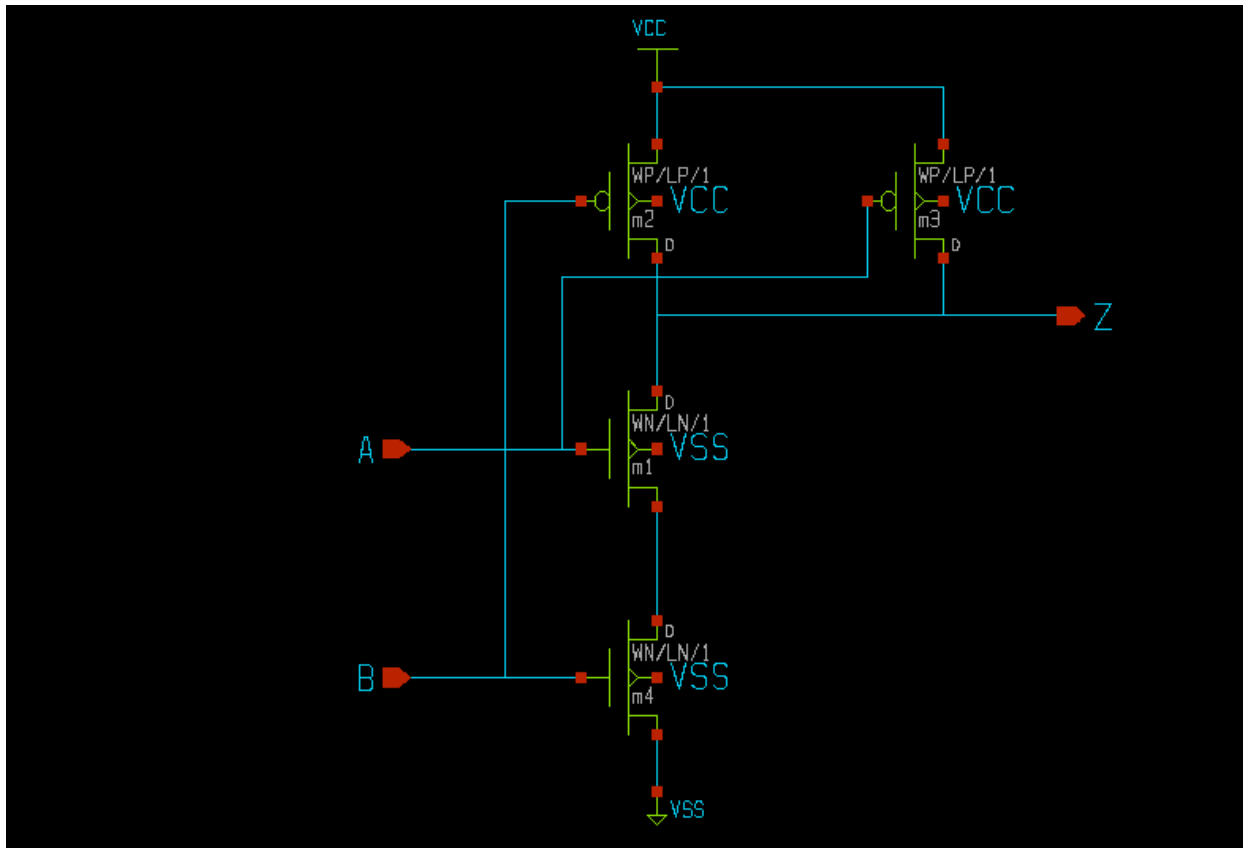 VCC
WP/LP/1
VCC
m2
D
WP/LP/1
VCC
m3
D
Z
D
WN/LN/1
A
VSS
m1
D
WN/LN/1
B
VSS
m4
VSS